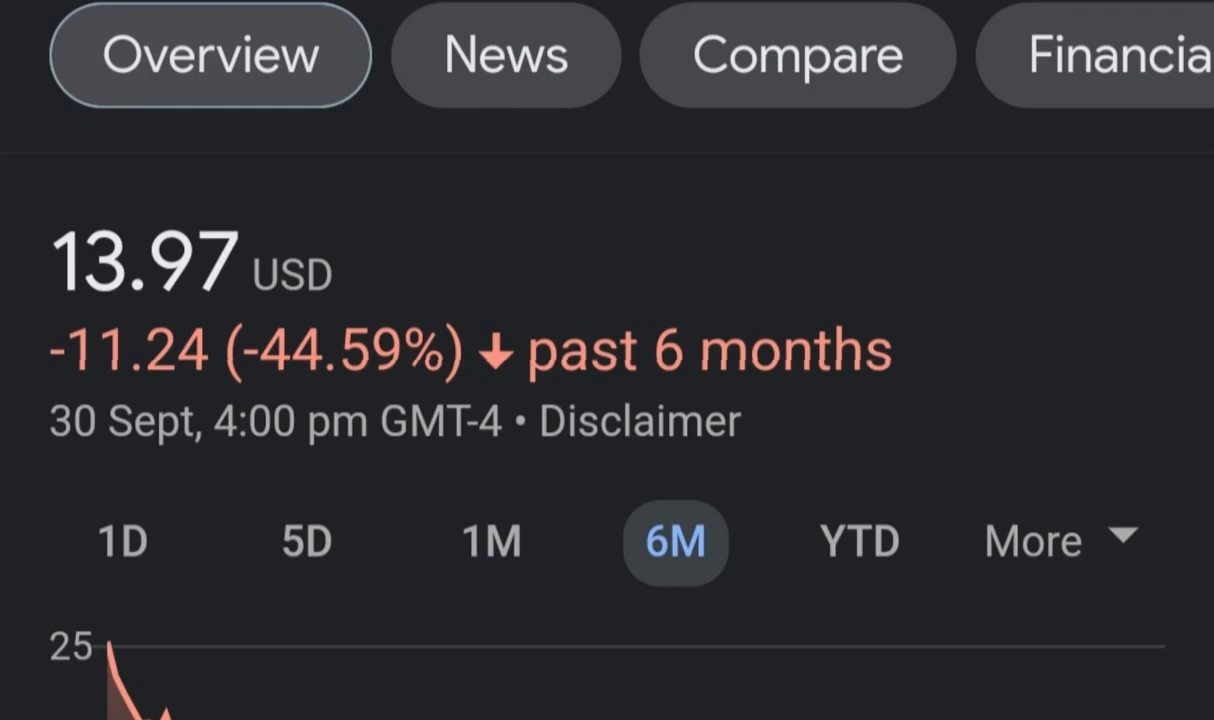 Overview News Compare Financia
13.97 USD
-11.24 (-44.59%) ↓ past 6 months
30 Sept, 4:00 pm GMT-4 • Disclaimer
1D 5D 1M 6M YTD More
25